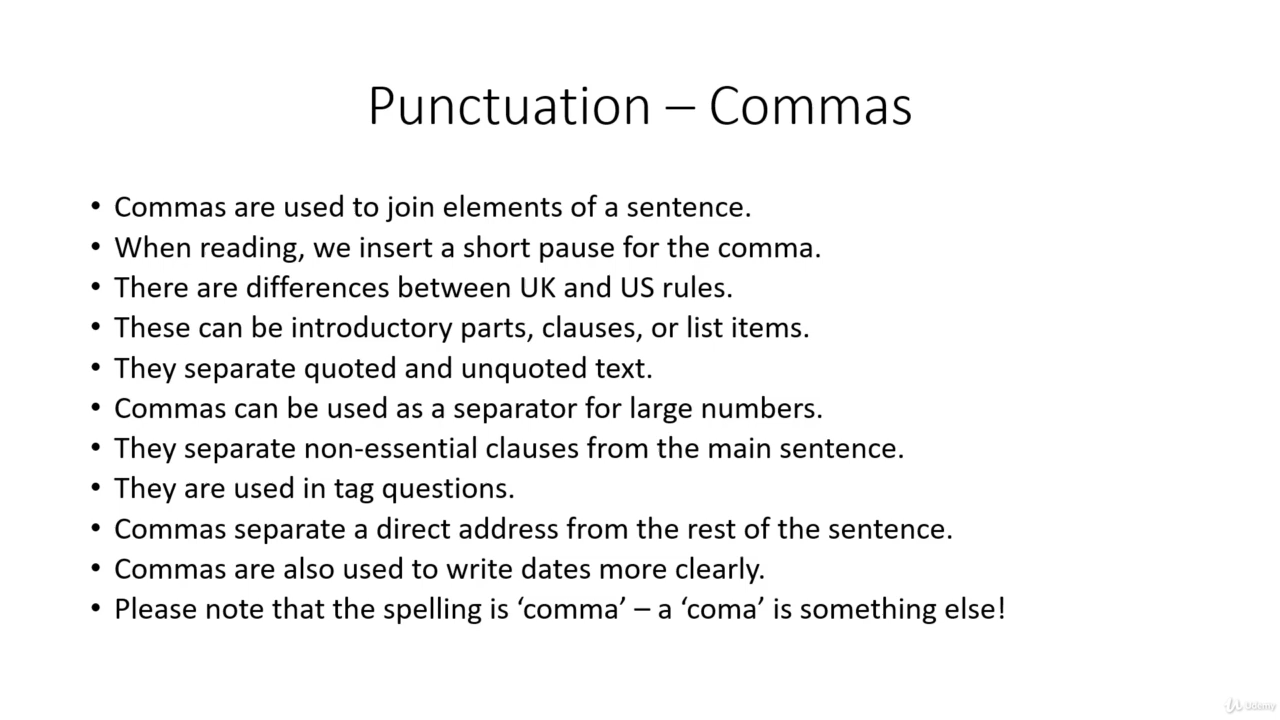 Punctuation – Commas
• Commas are used to join elements of a sentence.
• When reading, we insert a short pause for the comma.
• There are differences between UK and US rules.
• These can be introductory parts, clauses, or list items.
• They separate quoted and unquoted text.
• Commas can be used as a separator for large numbers.
• They separate non-essential clauses from the main sentence.
• They are used in tag questions.
• Commas separate a direct address from the rest of the sentence.
• Commas are also used to write dates more clearly.
• Please note that the spelling is ‘comma’ – a ‘coma’ is something else!
Udemy